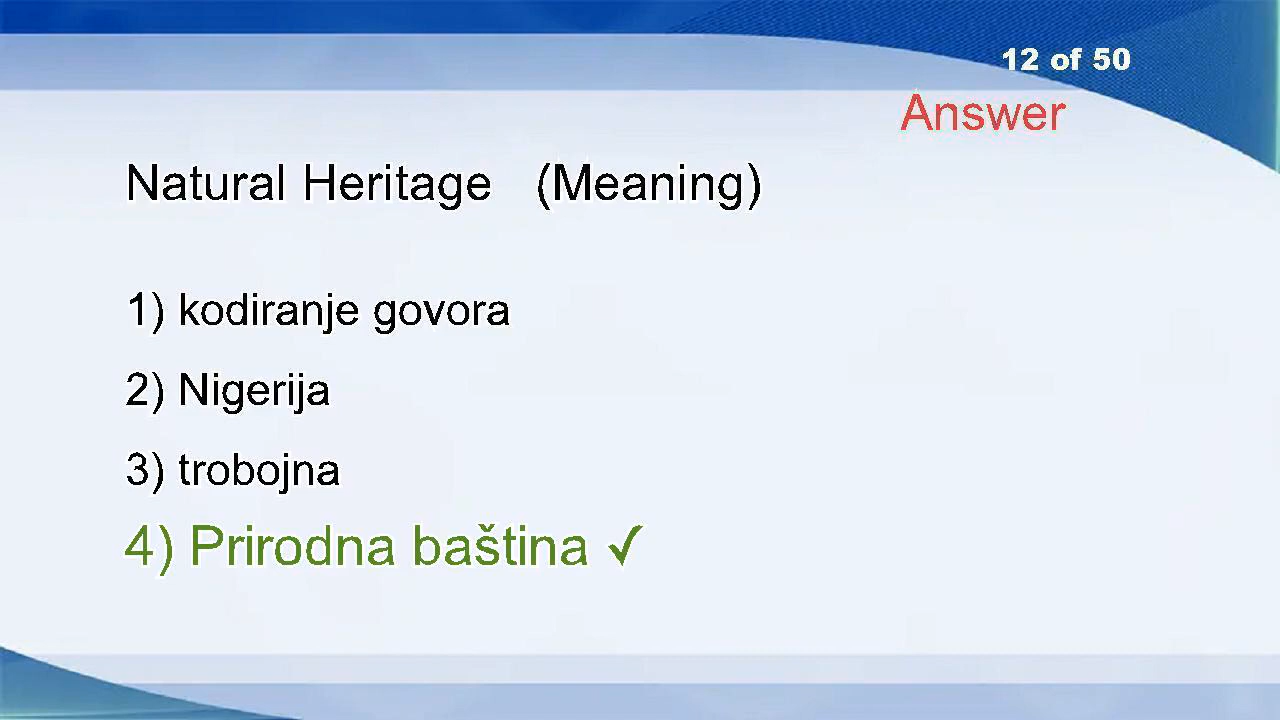 12 of 50
Answer
Natural Heritage (Meaning)
1) kodiranje govora
2) Nigerija
3) trobojna
4) Prirodna baština ✓